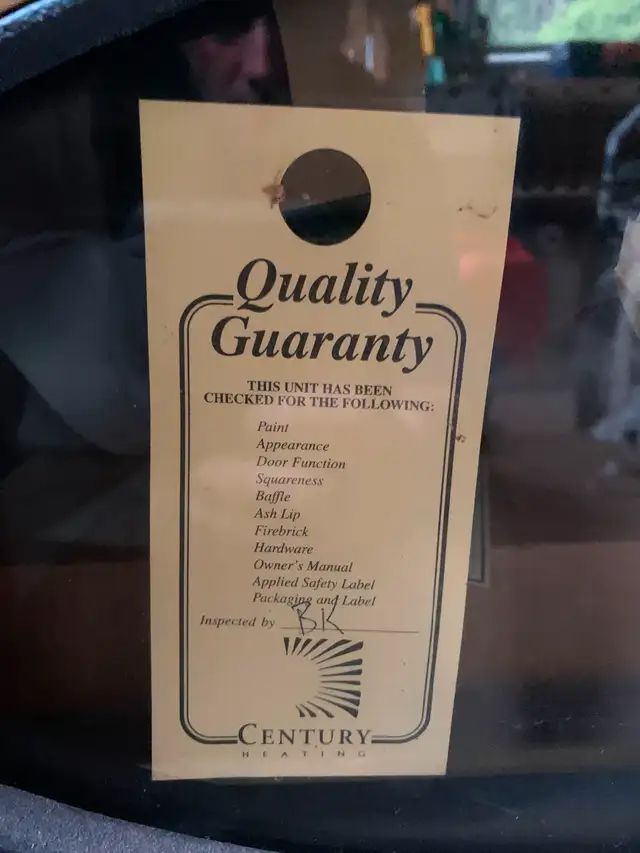 Quality
Guaranty
THIS UNIT HAS BEEN
CHECKED FOR THE FOLLOWING:
Paint
Appearance
Door Function
Squareness
Baffle
Ash Lip
Firebrick
Hardware
Owner's Manual
Applied Safety Label
Packaging and Label
Inspected by BK
CENTURY
HEATING